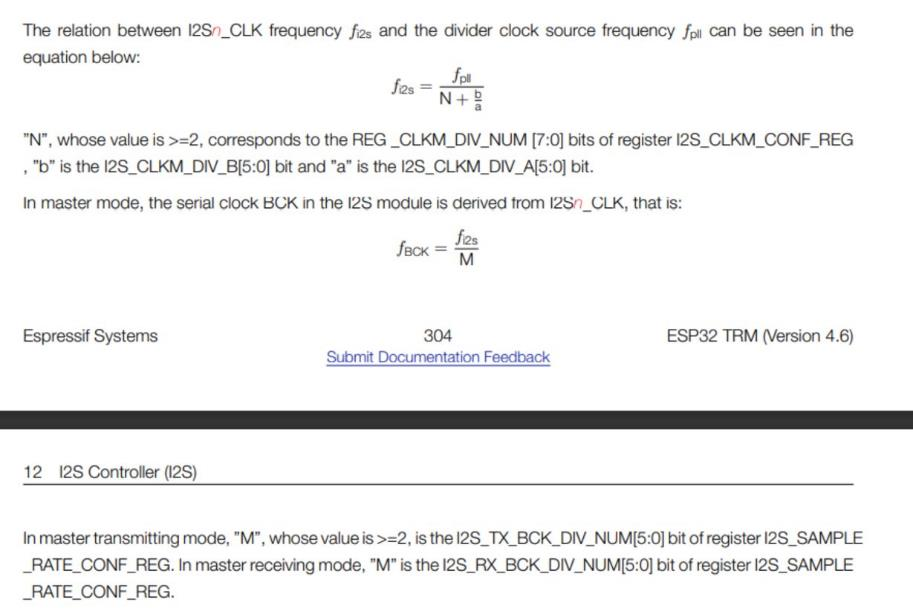 The relation between I2Sn_CLK frequency fi2s and the divider clock source frequency fpll can be seen in the
equation below:
fi2s = fpll / (N + b/a)
"N", whose value is >=2, corresponds to the REG _CLKM_DIV_NUM [7:0] bits of register I2S_CLKM_CONF_REG
, "b" is the I2S_CLKM_DIV_B[5:0] bit and "a" is the I2S_CLKM_DIV_A[5:0] bit.
In master mode, the serial clock BCK in the I2S module is derived from I2Sn_CLK, that is:
fBCK = fi2s / M
Espressif Systems
304
ESP32 TRM (Version 4.6)
Submit Documentation Feedback
12 I2S Controller (I2S)
In master transmitting mode, "M", whose value is >=2, is the I2S_TX_BCK_DIV_NUM[5:0] bit of register I2S_SAMPLE
_RATE_CONF_REG. In master receiving mode, "M" is the I2S_RX_BCK_DIV_NUM[5:0] bit of register I2S_SAMPLE
_RATE_CONF_REG.